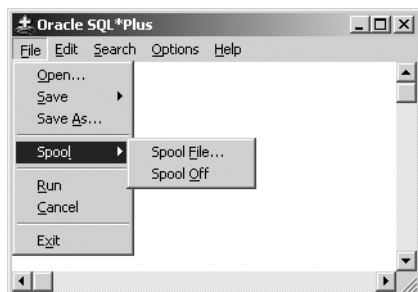 Oracle SQL*Plus
File Edit Search Options Help
Open...
Save
Save As...
Spool
Spool File...
Spool Off
Run
Cancel
Exit